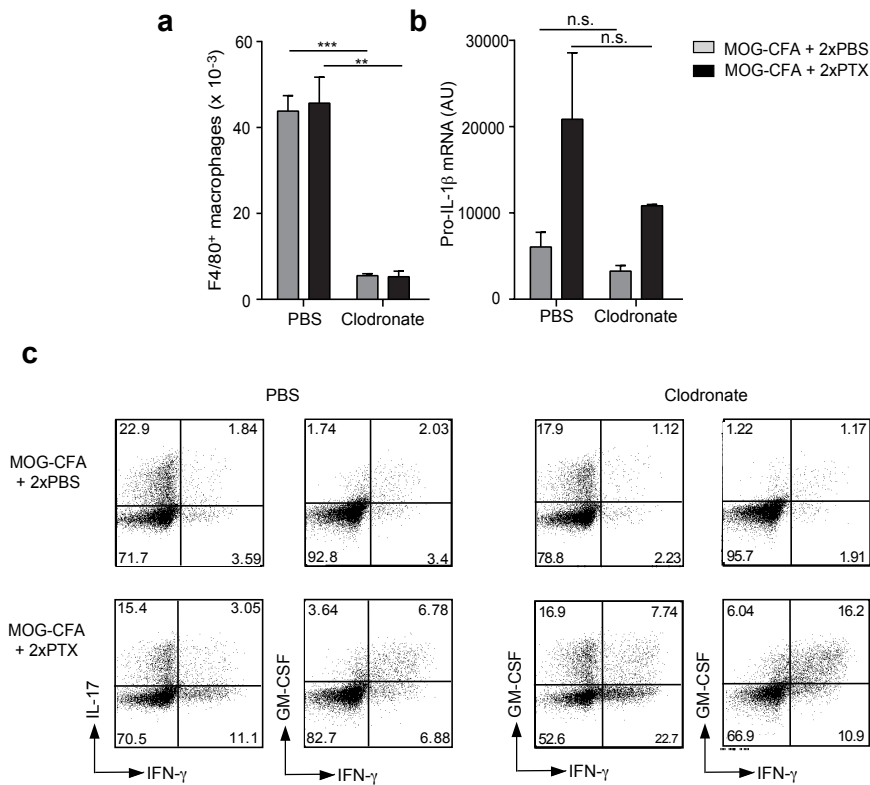 a
F4/80+ macrophages (x 10-3)
60
40
20
0
***
**
PBS
Clodronate
b
Pro-IL-1β mRNA (AU)
30000
20000
10000
0
n.s.
n.s.
PBS
Clodronate
MOG-CFA + 2xPBS
MOG-CFA + 2xPTX
c
PBS
Clodronate
MOG-CFA
+ 2xPBS
22.9 1.84
71.7 3.59
1.74 2.03
92.8 3.4
17.9 1.12
78.8 2.23
1.22 1.17
95.7 1.91
MOG-CFA
+ 2xPTX
15.4 3.05
70.5 11.1
3.64 6.78
82.7 6.88
16.9 7.74
52.6 22.7
6.04 16.2
66.9 10.9
IL-17
GM-CSF
GM-CSF
GM-CSF
IFN-γ
IFN-γ
IFN-γ
IFN-γ